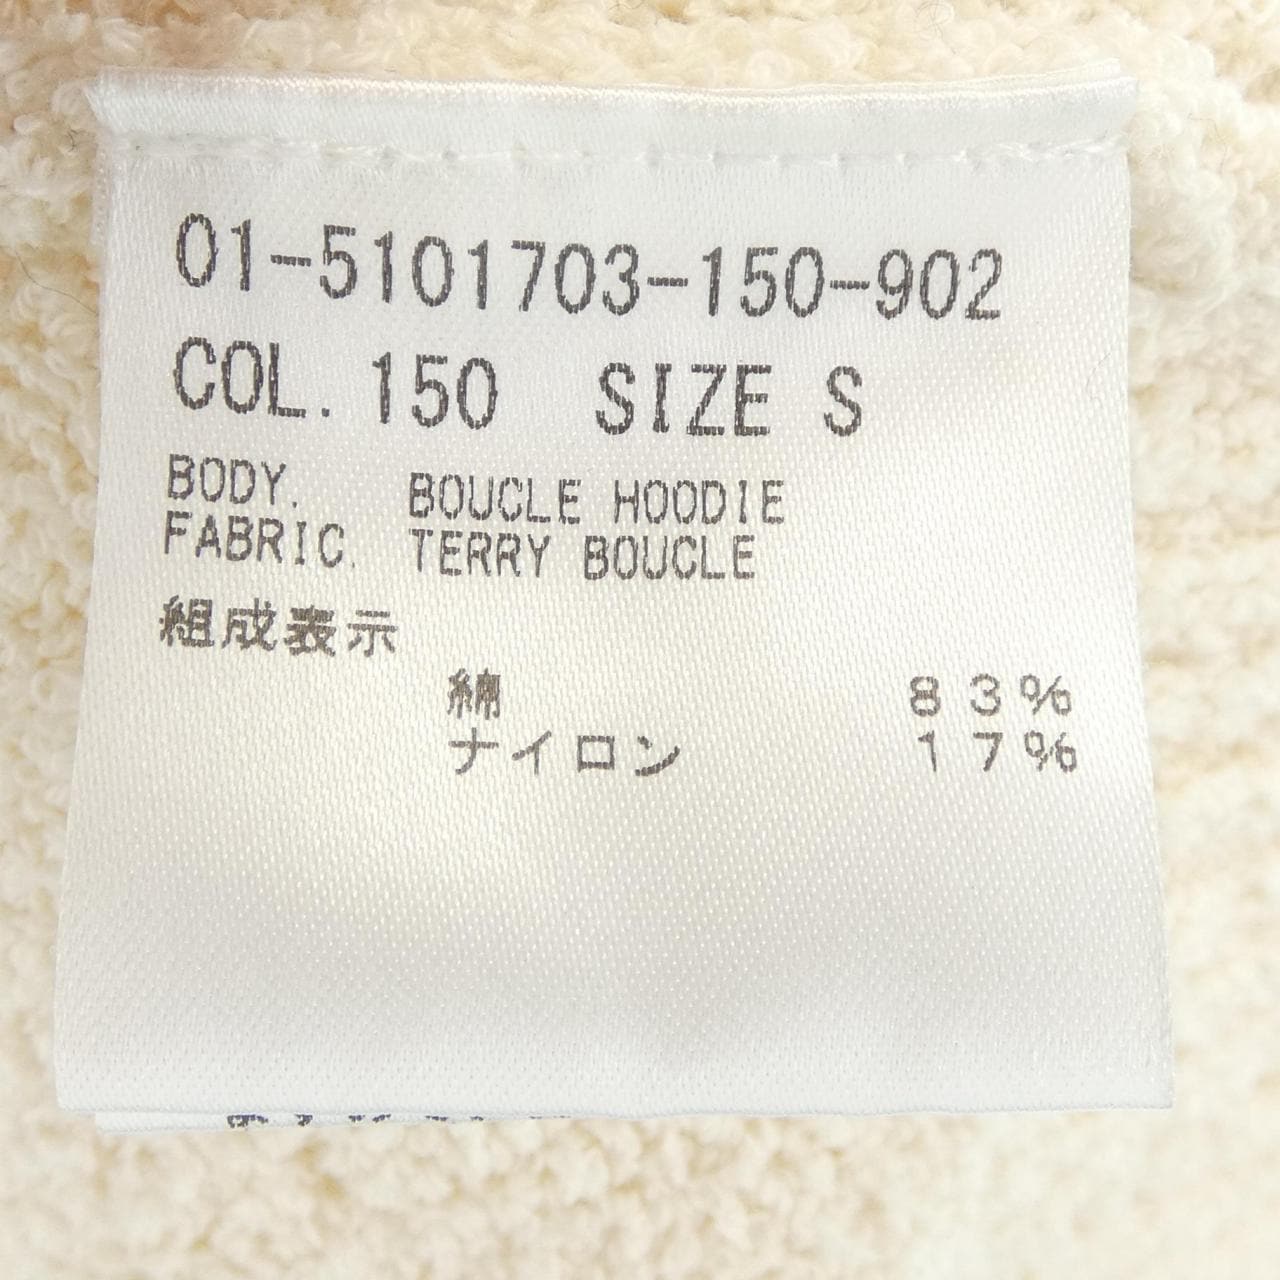 01-5101703-150-902
COL. 150 SIZE S
BODY. BOUCLE HOODIE
FABRIC. TERRY BOUCLE
組成表示
綿 83%
ナイロン 17%